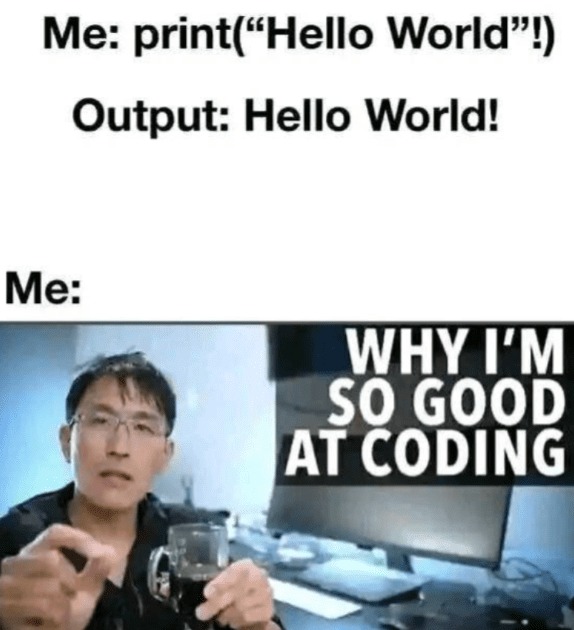 Me: print(“Hello World”!)
Output: Hello World!
Me:
WHY I'M
SO GOOD
AT CODING